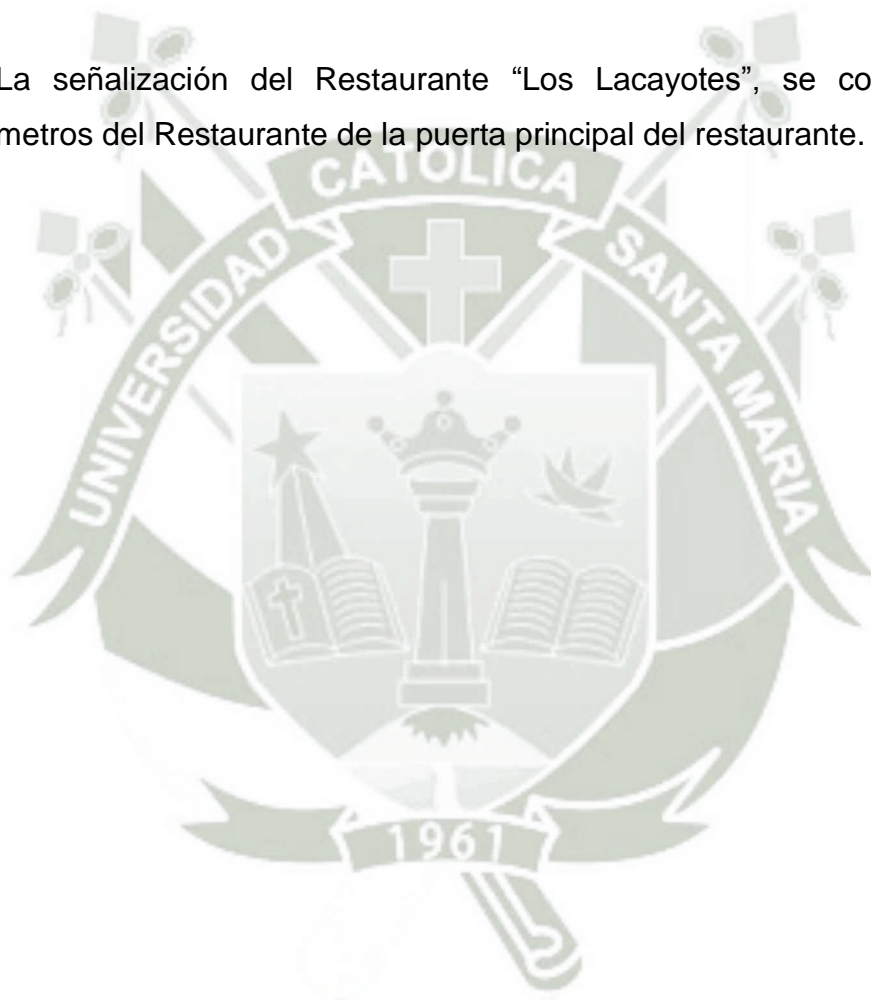 La señalización del Restaurante “Los Lacayotes”, se co
metros del Restaurante de la puerta principal del restaurante.
UNIVERSIDAD CATOLICA SANTA MARIA
1961